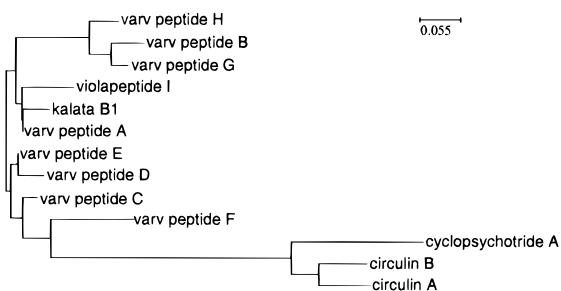 varv peptide H
0.055
varv peptide B
varv peptide G
violapeptide I
kalata B1
varv peptide A
varv peptide E
varv peptide D
varv peptide C
varv peptide F
cyclopsychotride A
circulin B
circulin A